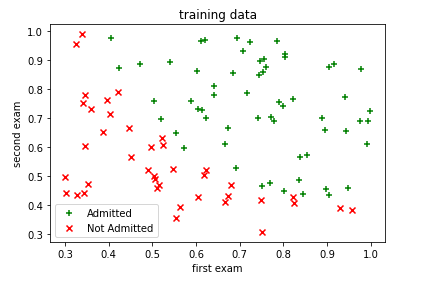 training data
second exam
1.0
0.9
0.8
0.7
0.6
0.5
0.4
0.3
Admitted
Not Admitted
0.3 0.4 0.5 0.6 0.7 0.8 0.9 1.0
first exam